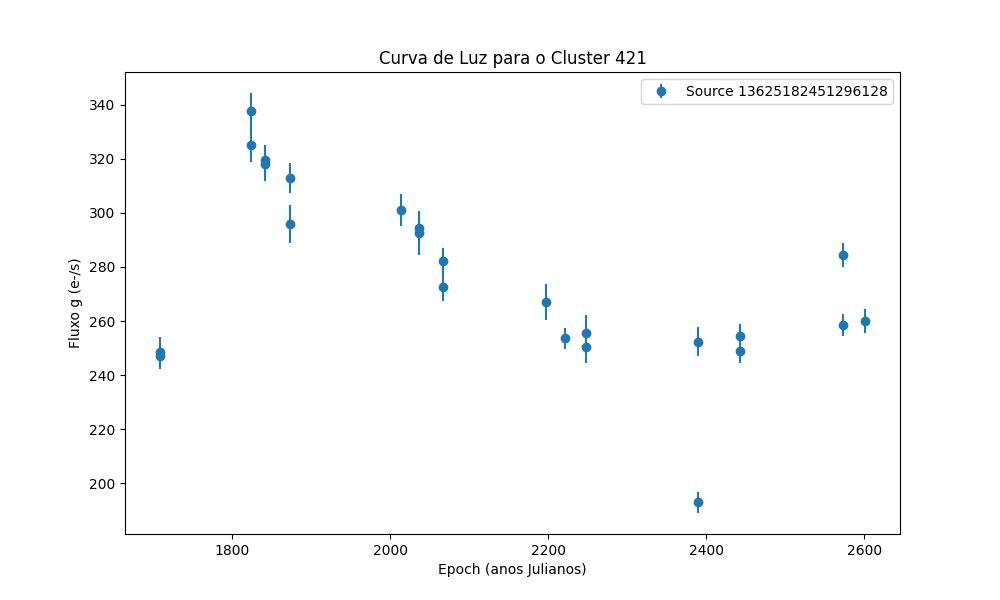 Curva de Luz para o Cluster 421
Source 13625182451296128
Fluxo g (e-/s)
340
320
300
280
260
240
220
200
1800 2000 2200 2400 2600
Epoch (anos Julianos)